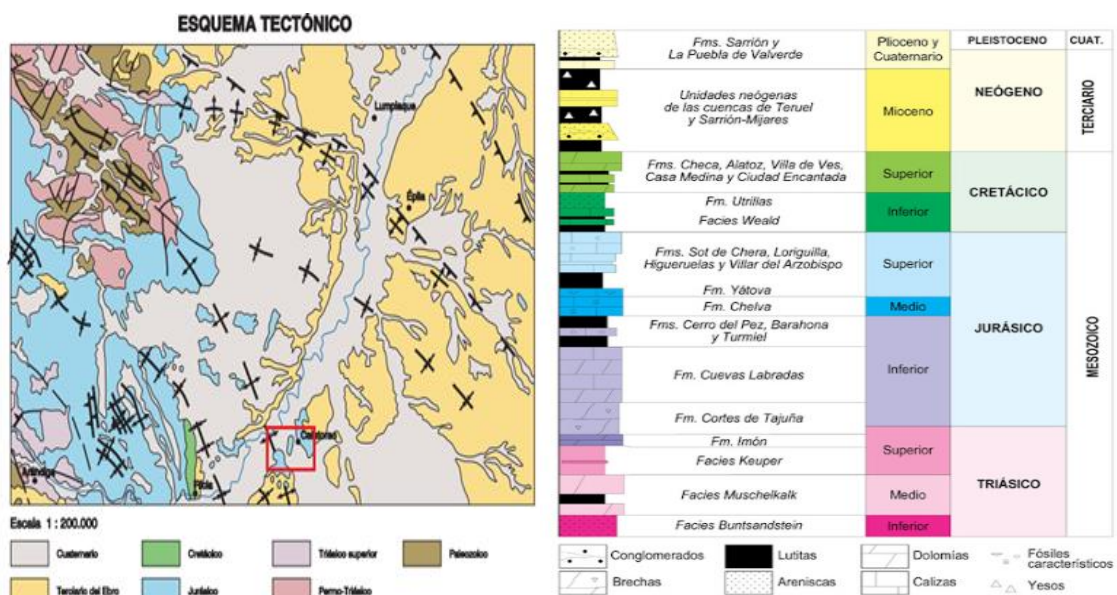 ESQUEMA TECTÓNICO
Lumpiaque
Épila
Calatorao
Ricla
Escala 1 : 200.000
Cuaternario
Cretácico
Triásico superior
Paleozoico
Terciario del Ebro
Jurásico
Permo-Triásico
Fms. Sarrión y
La Puebla de Valverde
Plioceno y
Cuaternario
PLEISTOCENO
CUAT.
Unidades neógenas
de las cuencas de Teruel
y Sarrión-Mijares
Mioceno
NEÓGENO
TERCIARIO
Fms. Checa, Alatoz, Villa de Ves,
Casa Medina y Ciudad Encantada
Superior
CRETÁCICO
Fm. Utrillas
Facies Weald
Inferior
Fms. Sot de Chera, Loriguilla,
Higueruelas y Villar del Arzobispo
Superior
Fm. Yátova
Fm. Chelva
Medio
JURÁSICO
MESOZOICO
Fms. Cerro del Pez, Barahona
y Turmiel
Inferior
Fm. Cuevas Labradas
Fm. Cortes de Tajuña
Fm. Imón
Facies Keuper
Superior
TRIÁSICO
Facies Muschelkalk
Medio
Facies Buntsandstein
Inferior
Conglomerados
Lutitas
Dolomías
Fósiles
característicos
Brechas
Areniscas
Calizas
Yesos